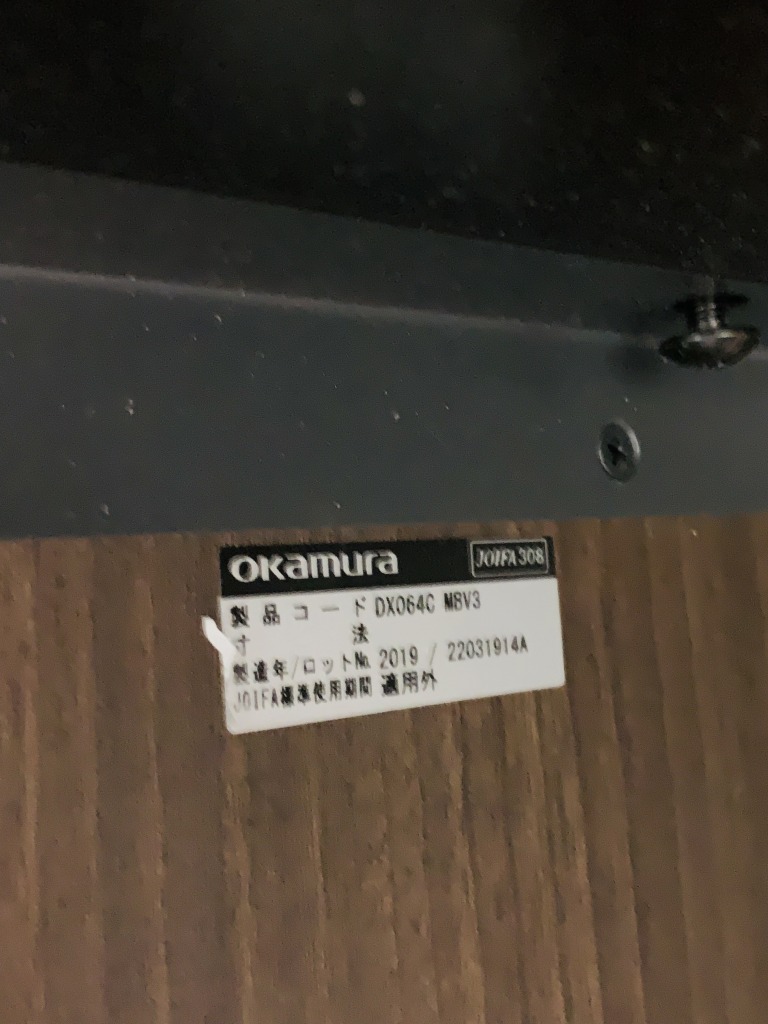 OKamura JOIFA308
製品コード DX064C M8V3
寸 法
製造年/ロット№ 2019 / 22031914A
JOIFA標準使用期間 適用外